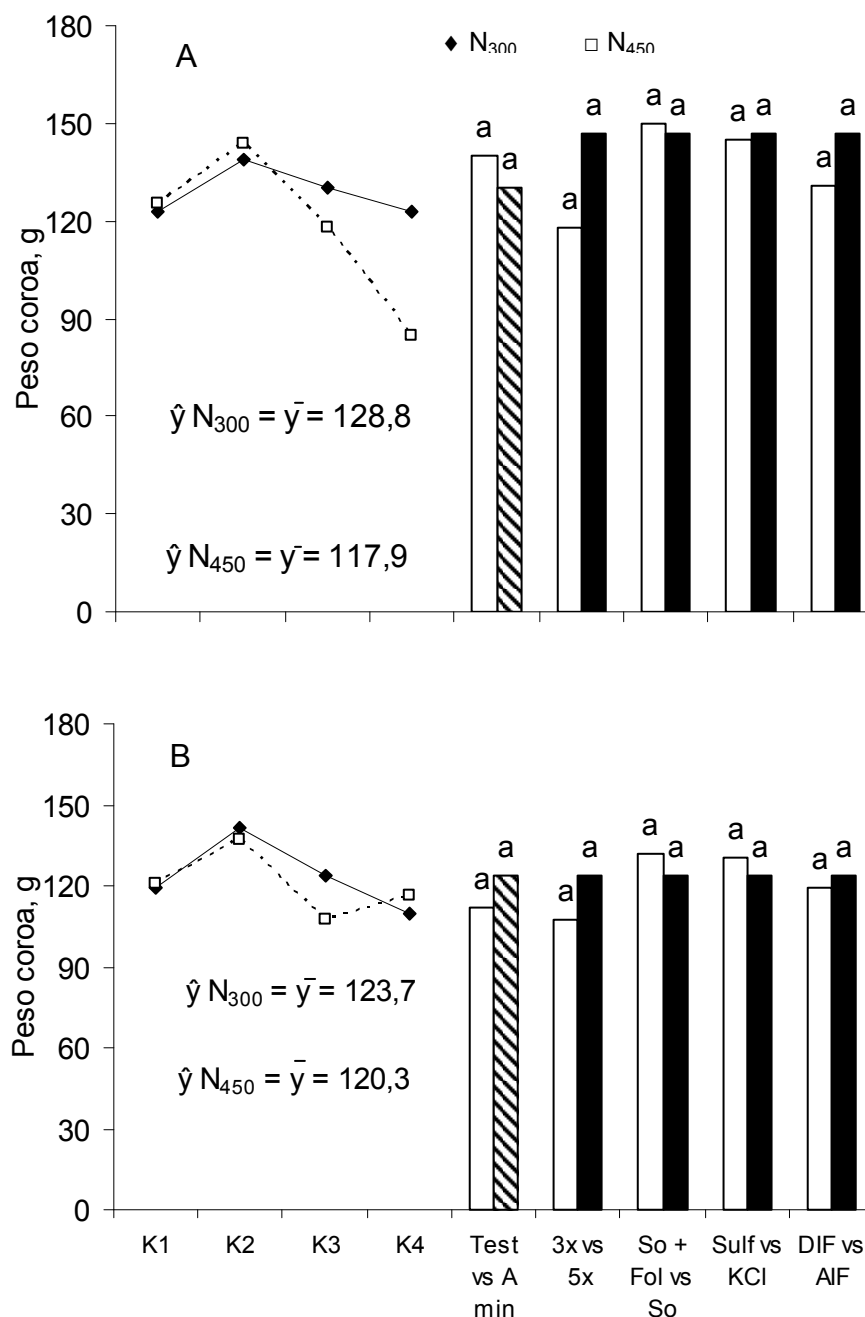 180
150
120
90
60
30
0
Peso coroa, g
A
N300
N450
a
a
a
a
a
a
a
a
a
a
ŷ N300 = ȳ = 128,8
ŷ N450 = ȳ = 117,9
180
150
120
90
60
30
0
Peso coroa, g
B
a
a
a
a
a
a
a
a
a
a
ŷ N300 = ȳ = 123,7
ŷ N450 = ȳ = 120,3
K1
K2
K3
K4
Test
vs A
min
3x vs
5x
So +
Fol vs
So
Sulf vs
KCl
DIF vs
AIF